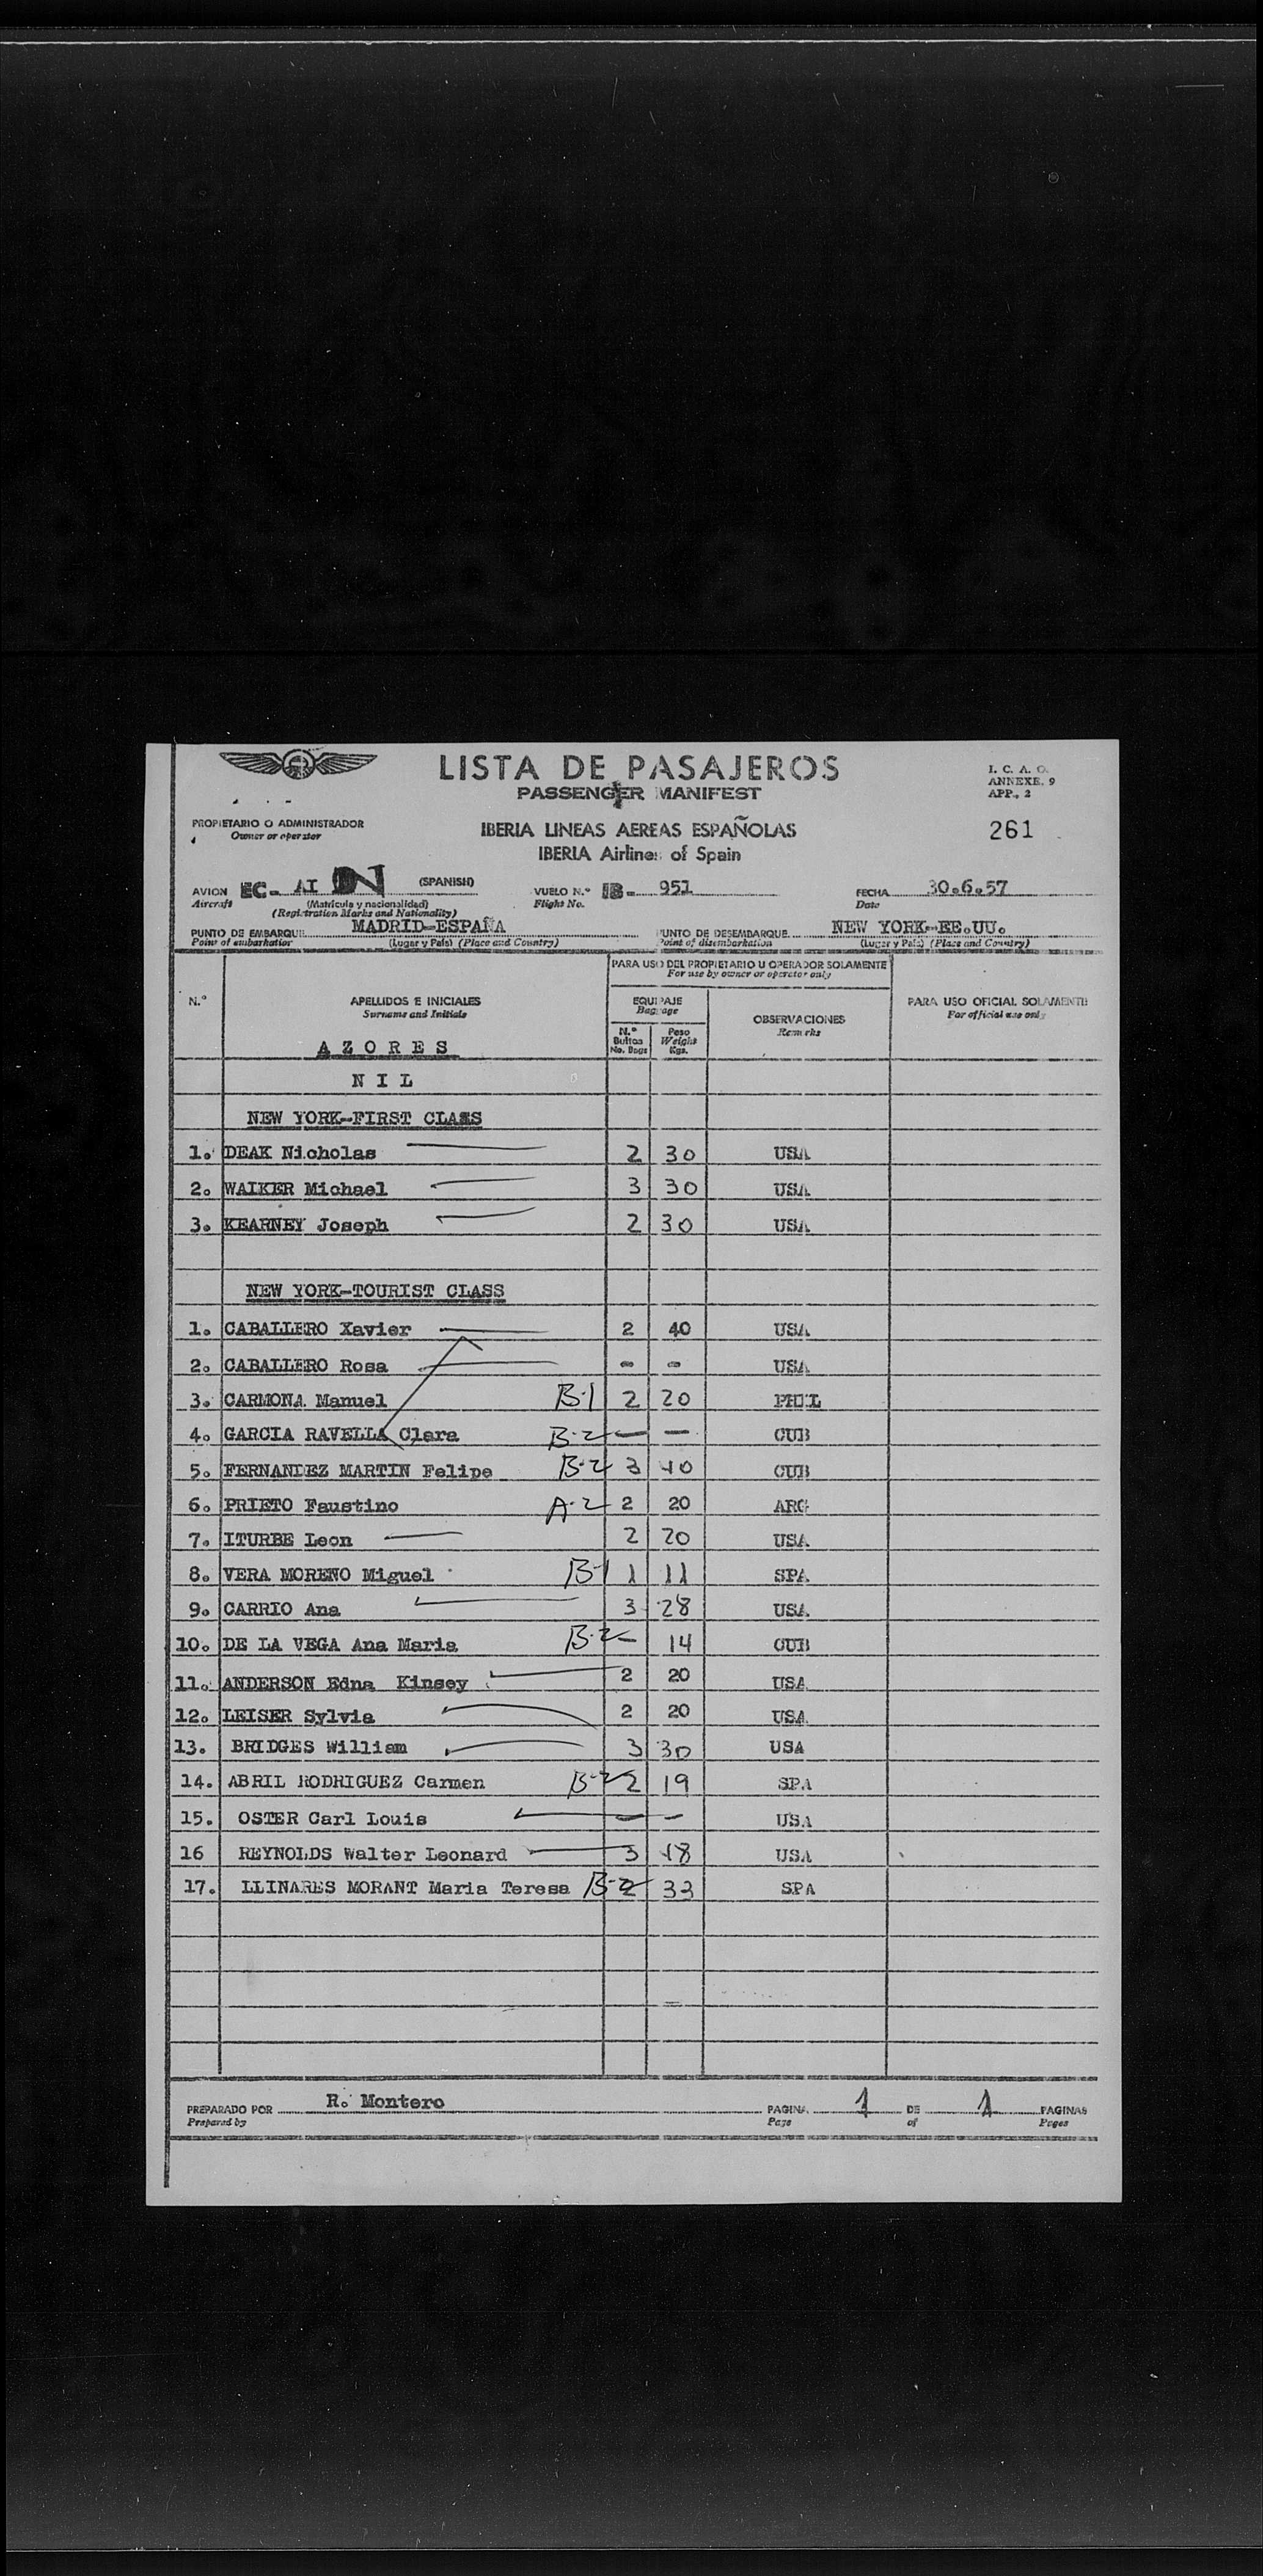 LISTA DE PASAJEROS
PASSENGER MANIFEST
I. C. A. O.
ANNEXE. 9
APP., 2
PROPIETARIO O ADMINISTRADOR
Owner or operator
IBERIA LINEAS AEREAS ESPAÑOLAS
IBERIA Airlines of Spain
261
AVION EC- AI N (SPANISH) VUELO N.º IB- 951 FECHA 30.6.57
Aircraft (Matrícula y nacionalidad) Flight No. Date
(Registration Marks and Nationality)
PUNTO DE EMBARQUE MADRID-ESPAÑA PUNTO DE DESEMBARQUE NEW YORK-EE.UU.
Point of embarkation (Lugar y País) (Place and Country) Point of disembarkation (Lugar y País) (Place and Country)
PARA USO DEL PROPIETARIO U OPERADOR SOLAMENTE
For use by owner or operator only
N.º APELLIDOS E INICIALES EQUIPAJE OBSERVACIONES PARA USO OFICIAL SOLAMENTE
Surname and Initials Baggage Remarks For official use only
N.º Bultos No. Bags Peso Weight Kgs.
AZORES
NIL
NEW YORK-FIRST CLASS
1. DEAK Nicholas 2 30 USA
2. WALKER Michael 3 30 USA
3. KEARNEY Joseph 2 30 USA
NEW YORK-TOURIST CLASS
1. CABALLERO Xavier 2 40 USA
2. CABALLERO Rosa - - USA
3. CARMONA Manuel B-1 2 20 PHIL
4. GARCIA RAVELLA Clara B-2 — — CUB
5. FERNANDEZ MARTIN Felipe B-2 3 40 CUB
6. PRIETO Faustino A-2 2 20 ARG
7. ITURBE Leon 2 20 USA
8. VERA MORENO Miguel B-1 1 11 SPA
9. CARRIO Ana 3 28 USA
10. DE LA VEGA Ana Maria B-2 — 14 CUB
11. ANDERSON Edna Kinsey 2 20 USA
12. LEISER Sylvia 2 20 USA
13. BRIDGES William 3 30 USA
14. ABRIL RODRIGUEZ Carmen B-2 2 19 SPA
15. OSTER Carl Louis — — USA
16 REYNOLDS Walter Leonard 3 18 USA
17. LLINARES MORANT Maria Teresa B-2 2 33 SPA
PREPARADO POR R. Montero PAGINA 1 DE 1 PAGINAS
Prepared by Page of Pages